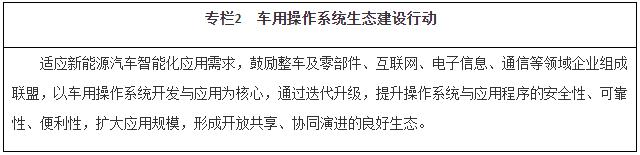 专栏2 车用操作系统生态建设行动
适应新能源汽车智能化应用需求，鼓励整车及零部件、互联网、电子信息、通信等领域企业组成
联盟，以车用操作系统开发与应用为核心，通过迭代升级，提升操作系统与应用程序的安全性、可靠
性、便利性，扩大应用规模，形成开放共享、协同演进的良好生态。